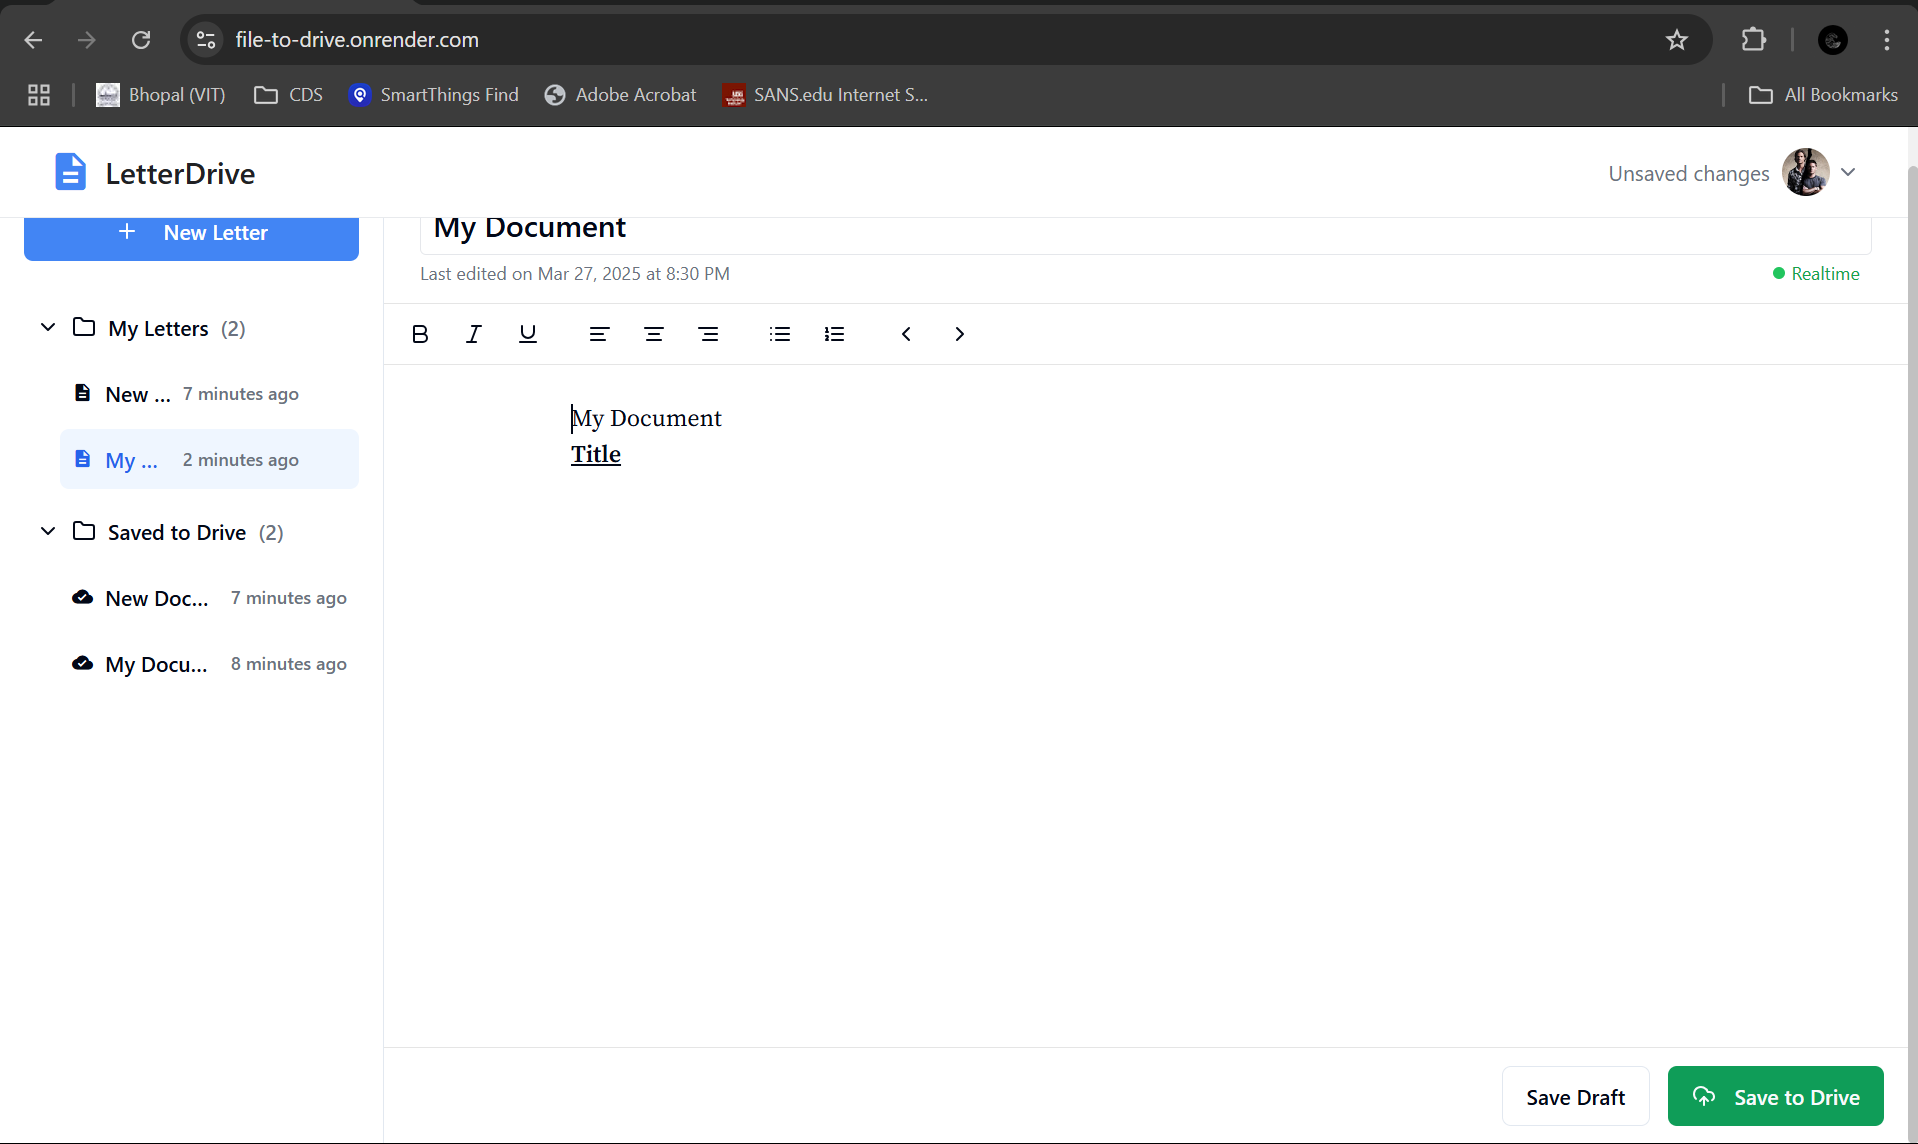 file-to-drive.onrender.com
Bhopal (VIT)
CDS
SmartThings Find
Adobe Acrobat
SANS.edu Internet S...
All Bookmarks
LetterDrive
Unsaved changes
+ New Letter
My Letters (2)
New ... 7 minutes ago
My ... 2 minutes ago
Saved to Drive (2)
New Doc... 7 minutes ago
My Docu... 8 minutes ago
My Document
Last edited on Mar 27, 2025 at 8:30 PM
Realtime
B I U
My Document
Title
Save Draft
Save to Drive